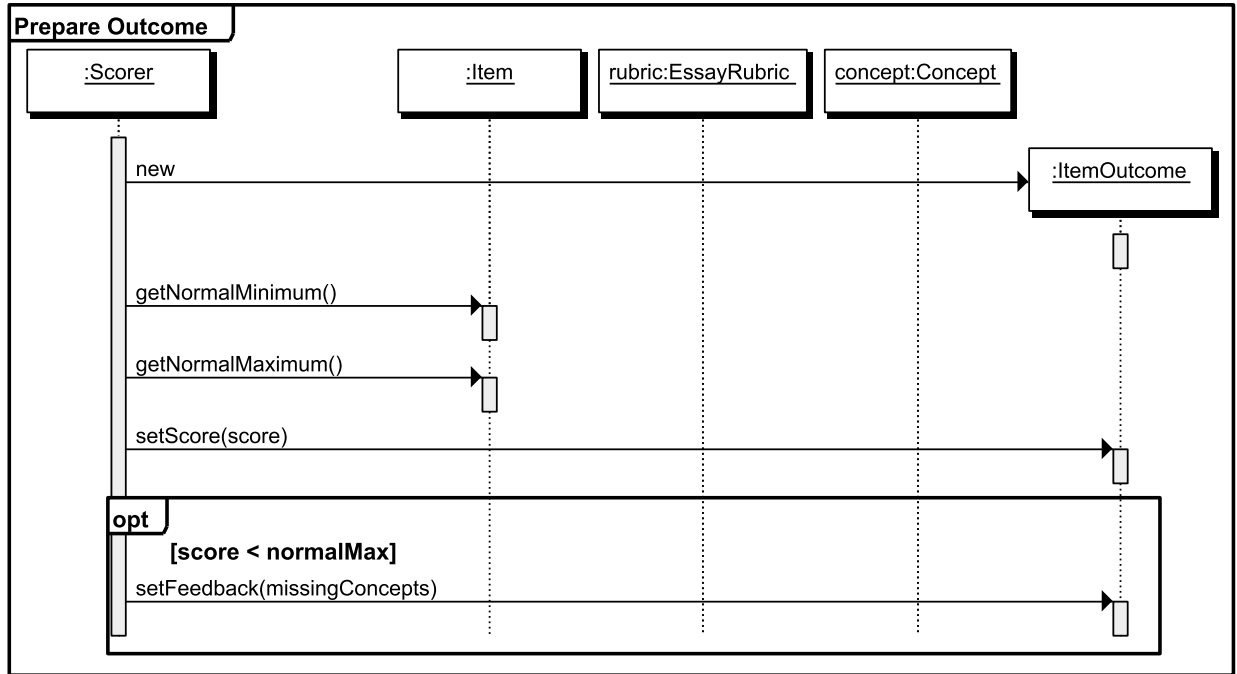 Prepare Outcome
:Scorer
:Item
rubric:EssayRubric
concept:Concept
new
:ItemOutcome
getNormalMinimum()
getNormalMaximum()
setScore(score)
opt
[score < normalMax]
setFeedback(missingConcepts)